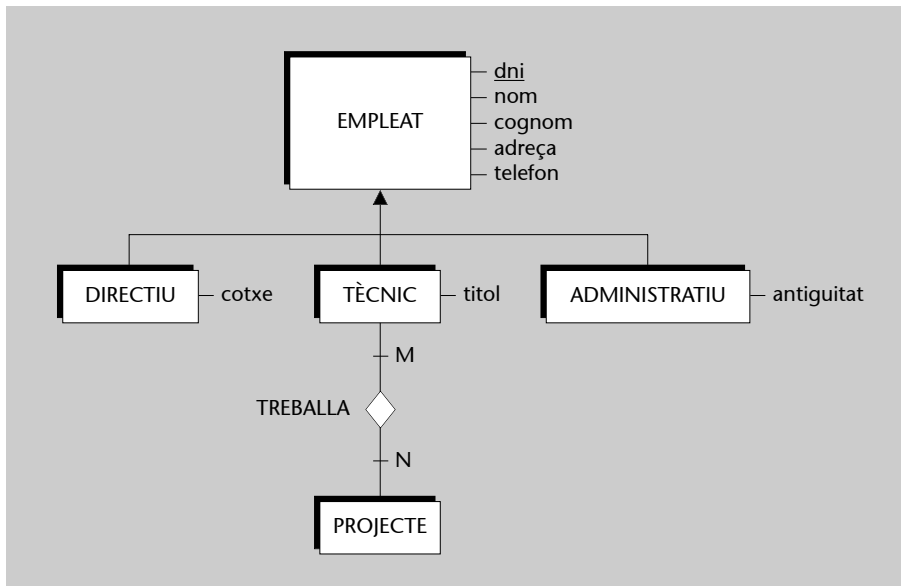 EMPLEAT
dni
nom
cognom
adreça
telefon
DIRECTIU
cotxe
TÈCNIC
titol
ADMINISTRATIU
antiguitat
M
TREBALLA
N
PROJECTE